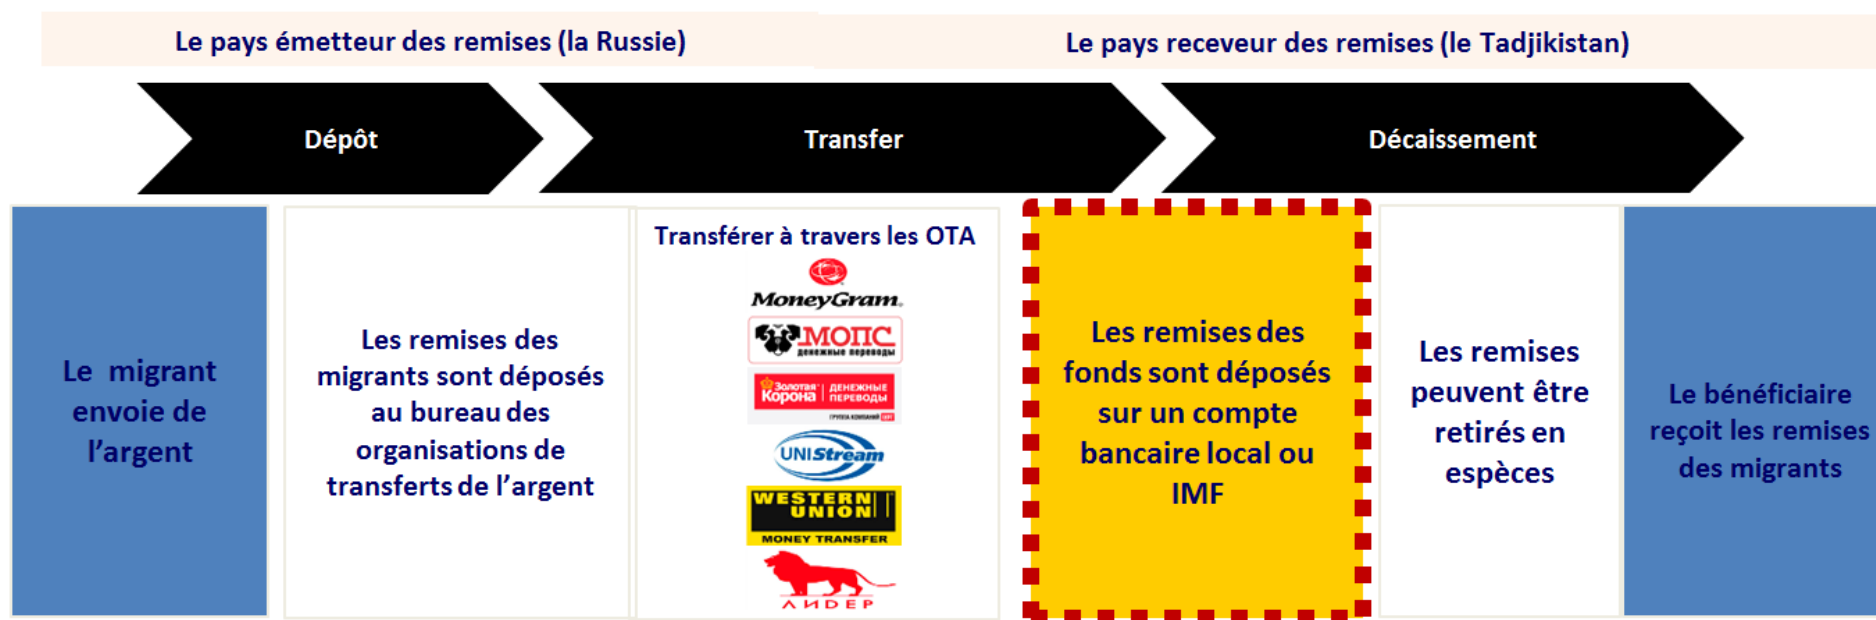 Le pays émetteur des remises (la Russie)
Le pays receveur des remises (le Tadjikistan)
Dépôt
Transfer
Décaissement
Le migrant
envoie de
l’argent
Les remises des
migrants sont déposés
au bureau des
organisations de
transferts de l’argent
Transférer à travers les OTA
MoneyGram.
МОПС
денежные переводы
Золотая
Корона
ДЕНЕЖНЫЕ
ПЕРЕВОДЫ
ГРУППА КОМПАНИЙ ЦФТ
UNIStream
WESTERN
UNION
MONEY TRANSFER
ЛИДЕР
Les remises des
fonds sont déposés
sur un compte
bancaire local ou
IMF
Les remises
peuvent être
retirés en
espèces
Le bénéficiaire
reçoit les remises
des migrants